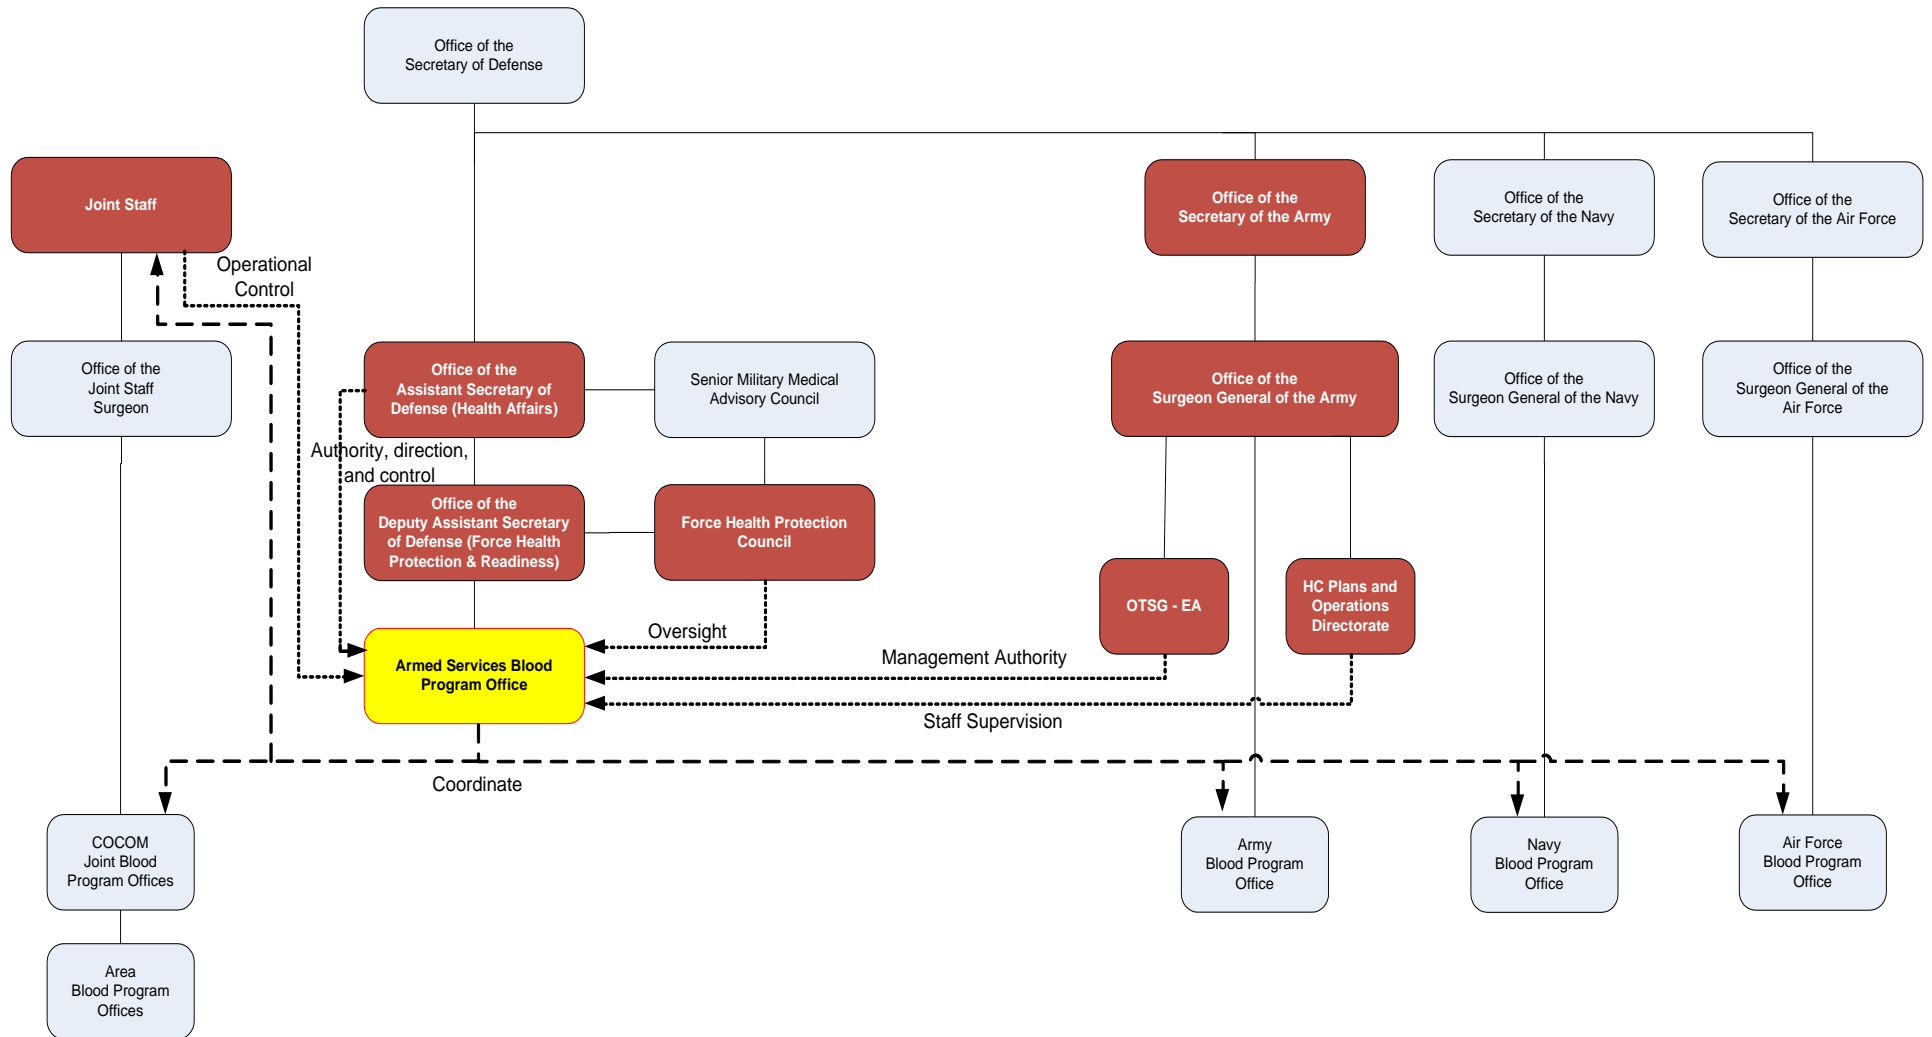 Office of the
Secretary of Defense
Joint Staff
Office of the
Secretary of the Army
Office of the
Secretary of the Navy
Office of the
Secretary of the Air Force
Operational
Control
Office of the
Joint Staff
Surgeon
Office of the
Assistant Secretary of
Defense (Health Affairs)
Senior Military Medical
Advisory Council
Office of the
Surgeon General of the Army
Office of the
Surgeon General of the Navy
Office of the
Surgeon General of the
Air Force
Authority, direction,
and control
Office of the
Deputy Assistant Secretary
of Defense (Force Health
Protection & Readiness)
Force Health Protection
Council
OTSG - EA
HC Plans and
Operations
Directorate
Oversight
Armed Services Blood
Program Office
Management Authority
Staff Supervision
Coordinate
COCOM
Joint Blood
Program Offices
Army
Blood Program
Office
Navy
Blood Program
Office
Air Force
Blood Program
Office
Area
Blood Program
Offices